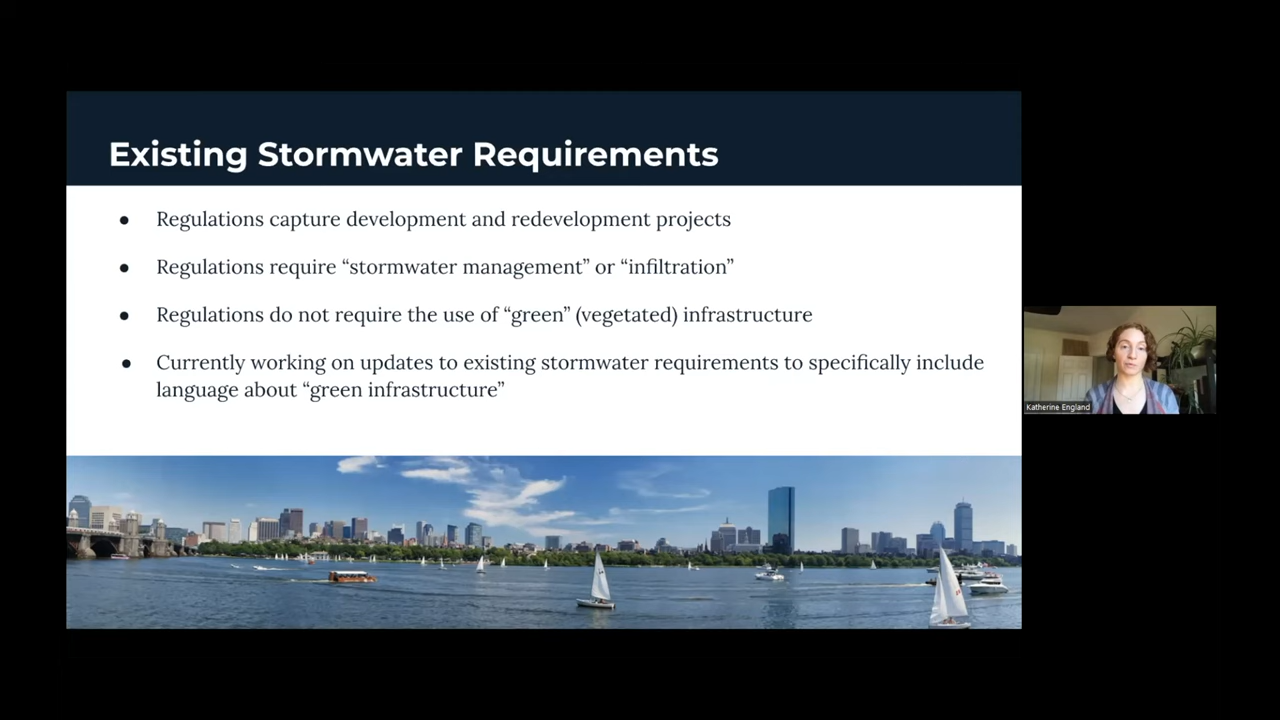 Existing Stormwater Requirements
● Regulations capture development and redevelopment projects
● Regulations require “stormwater management” or “infiltration”
● Regulations do not require the use of “green” (vegetated) infrastructure
● Currently working on updates to existing stormwater requirements to specifically include
language about “green infrastructure”
Katherine England